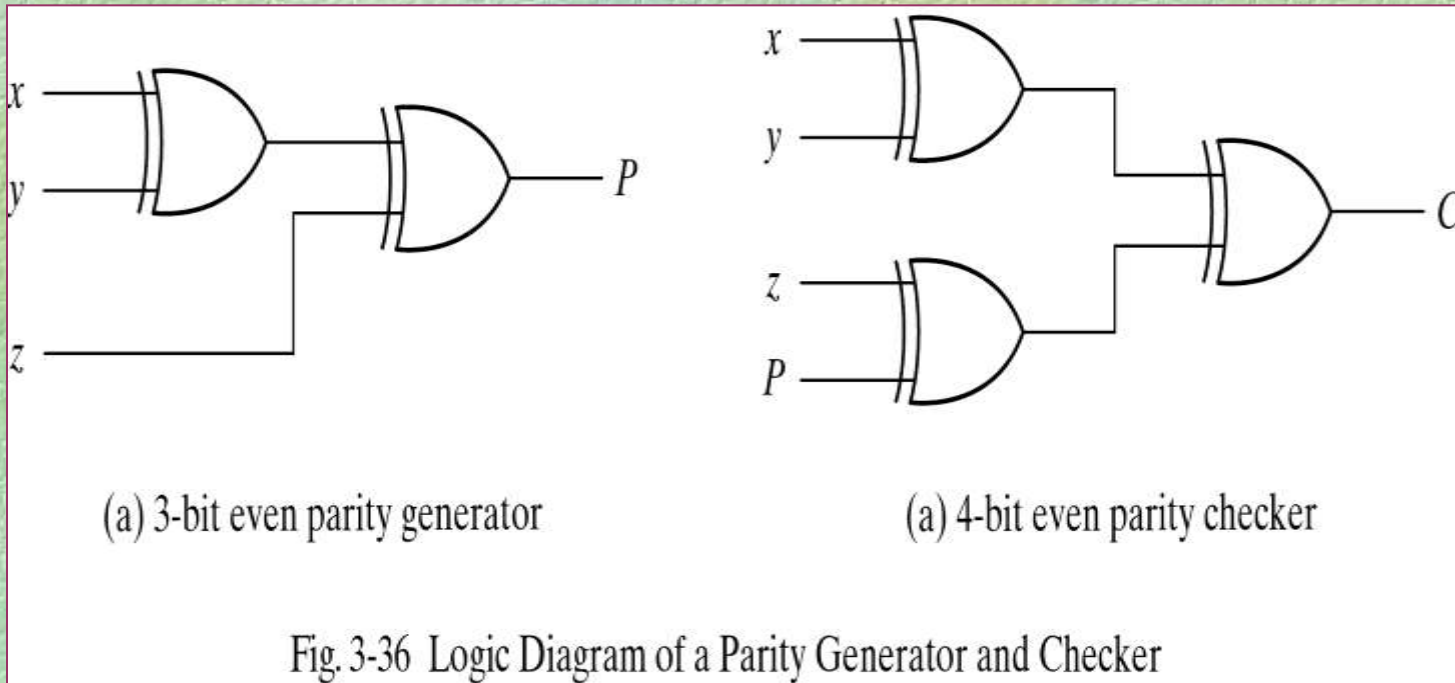 x
y
z
P
(a) 3-bit even parity generator
x
y
z
P
C
(a) 4-bit even parity checker
Fig. 3-36 Logic Diagram of a Parity Generator and Checker